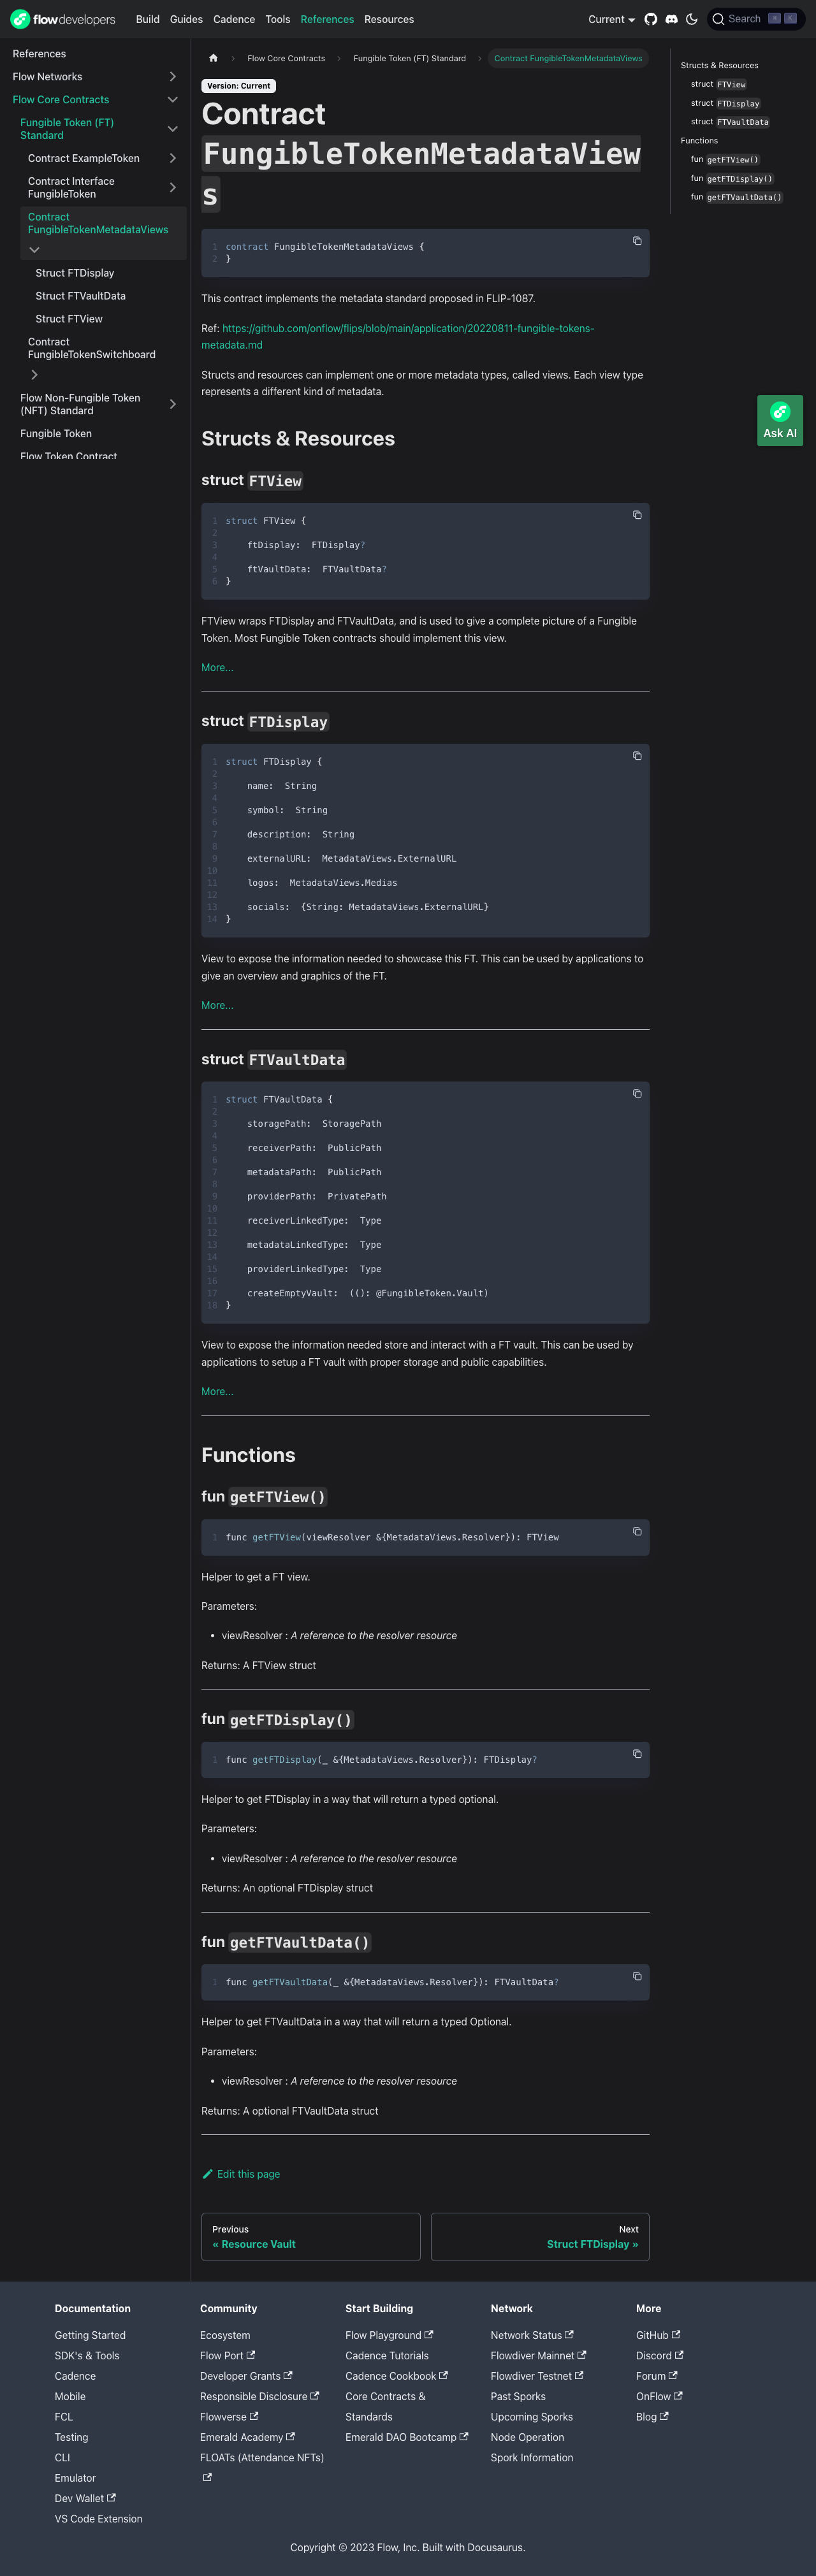 flowdevelopers Build Guides Cadence Tools References Resources Current Search ⌘ K
References
Flow Networks
Flow Core Contracts
Fungible Token (FT)
Standard
Contract ExampleToken
Contract Interface
FungibleToken
Contract
FungibleTokenMetadataViews
Struct FTDisplay
Struct FTVaultData
Struct FTView
Contract
FungibleTokenSwitchboard
Flow Non-Fungible Token
(NFT) Standard
Fungible Token
Flow Token Contract
Flow Core Contracts Fungible Token (FT) Standard Contract FungibleTokenMetadataViews
Version: Current
Contract
FungibleTokenMetadataView
s
1 contract FungibleTokenMetadataViews {
2 }
This contract implements the metadata standard proposed in FLIP-1087.
Ref: https://github.com/onflow/flips/blob/main/application/20220811-fungible-tokens-
metadata.md
Structs and resources can implement one or more metadata types, called views. Each view type
represents a different kind of metadata.
Structs & Resources
struct FTView
1 struct FTView {
2
3 ftDisplay: FTDisplay?
4
5 ftVaultData: FTVaultData?
6 }
FTView wraps FTDisplay and FTVaultData, and is used to give a complete picture of a Fungible
Token. Most Fungible Token contracts should implement this view.
More...
struct FTDisplay
1 struct FTDisplay {
2
3 name: String
4
5 symbol: String
6
7 description: String
8
9 externalURL: MetadataViews.ExternalURL
10
11 logos: MetadataViews.Medias
12
13 socials: {String: MetadataViews.ExternalURL}
14 }
View to expose the information needed to showcase this FT. This can be used by applications to
give an overview and graphics of the FT.
More...
struct FTVaultData
1 struct FTVaultData {
2
3 storagePath: StoragePath
4
5 receiverPath: PublicPath
6
7 metadataPath: PublicPath
8
9 providerPath: PrivatePath
10
11 receiverLinkedType: Type
12
13 metadataLinkedType: Type
14
15 providerLinkedType: Type
16
17 createEmptyVault: ((): @FungibleToken.Vault)
18 }
View to expose the information needed store and interact with a FT vault. This can be used by
applications to setup a FT vault with proper storage and public capabilities.
More...
Functions
fun getFTView()
1 func getFTView(viewResolver &{MetadataViews.Resolver}): FTView
Helper to get a FT view.
Parameters:
• viewResolver : A reference to the resolver resource
Returns: A FTView struct
fun getFTDisplay()
1 func getFTDisplay(_ &{MetadataViews.Resolver}): FTDisplay?
Helper to get FTDisplay in a way that will return a typed optional.
Parameters:
• viewResolver : A reference to the resolver resource
Returns: An optional FTDisplay struct
fun getFTVaultData()
1 func getFTVaultData(_ &{MetadataViews.Resolver}): FTVaultData?
Helper to get FTVaultData in a way that will return a typed Optional.
Parameters:
• viewResolver : A reference to the resolver resource
Returns: A optional FTVaultData struct
Edit this page
Previous
« Resource Vault
Next
Struct FTDisplay »
Structs & Resources
struct FTView
struct FTDisplay
struct FTVaultData
Functions
fun getFTView()
fun getFTDisplay()
fun getFTVaultData()
Ask AI
Documentation
Getting Started
SDK's & Tools
Cadence
Mobile
FCL
Testing
CLI
Emulator
Dev Wallet
VS Code Extension
Community
Ecosystem
Flow Port
Developer Grants
Responsible Disclosure
Flowverse
Emerald Academy
FLOATs (Attendance NFTs)
Start Building
Flow Playground
Cadence Tutorials
Cadence Cookbook
Core Contracts &
Standards
Emerald DAO Bootcamp
Network
Network Status
Flowdiver Mainnet
Flowdiver Testnet
Past Sporks
Upcoming Sporks
Node Operation
Spork Information
More
GitHub
Discord
Forum
OnFlow
Blog
Copyright © 2023 Flow, Inc. Built with Docusaurus.